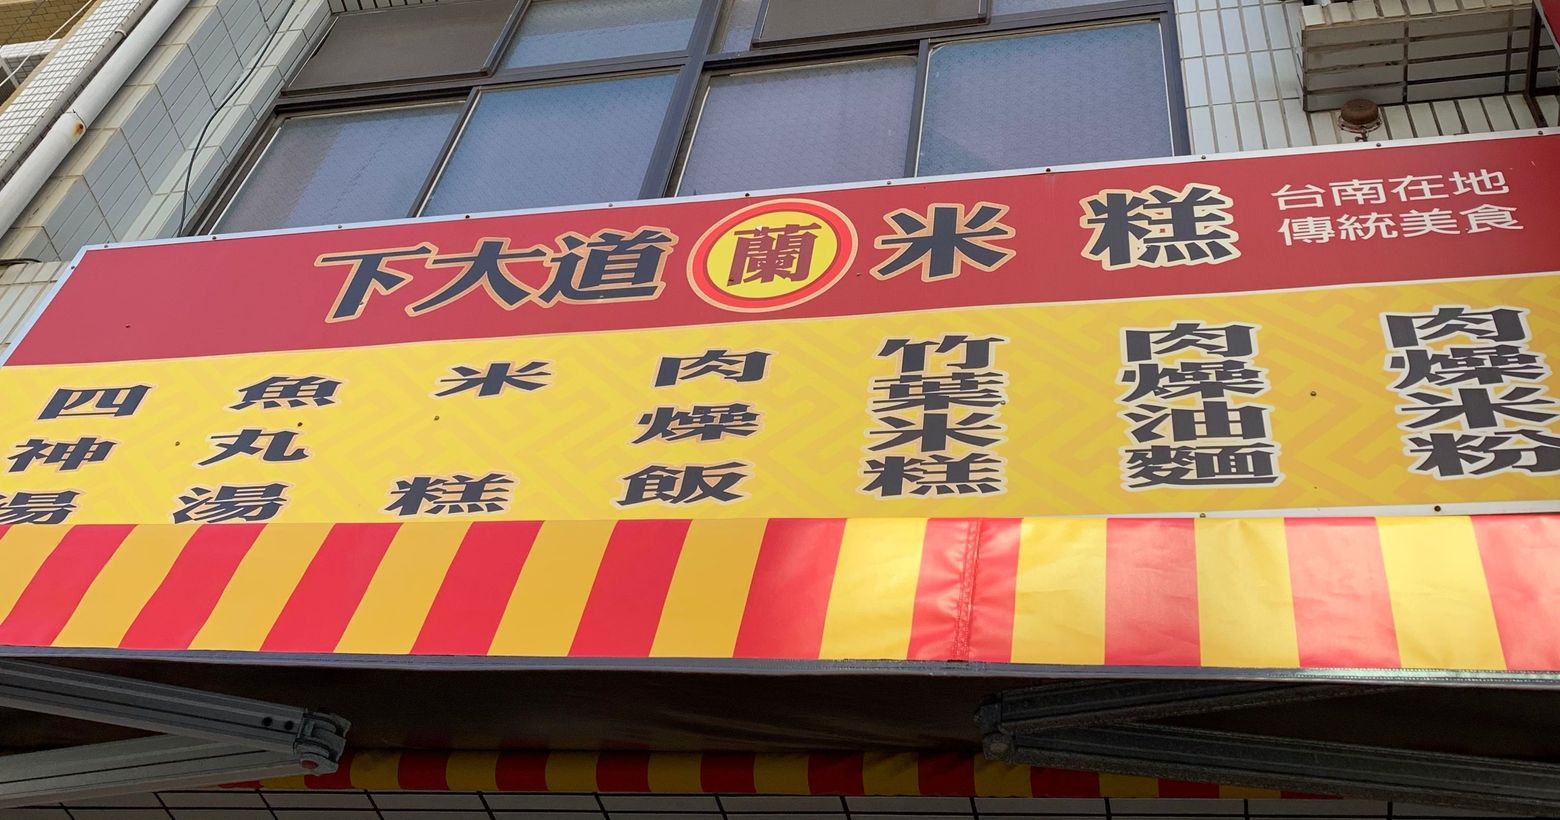 下大道蘭米糕
台南在地
傳統美食
四神湯
魚丸湯
米糕
肉燥飯
竹葉米糕
肉燥油麵
肉燥米粉